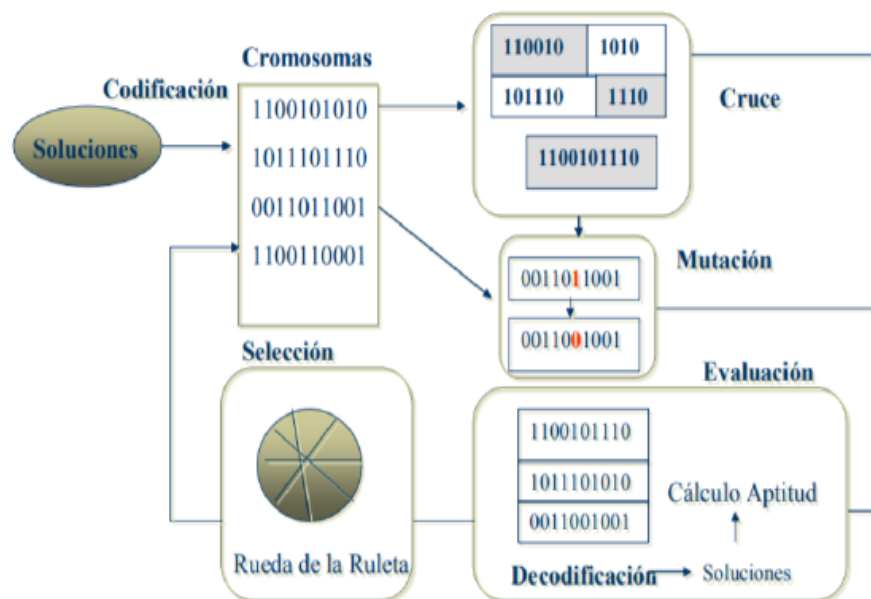 Soluciones
Codificación
Cromosomas
1100101010
1011101110
0011011001
1100110001
110010 1010
101110 1110
1100101110
Cruce
0011011001
0011001001
Mutación
Selección
Rueda de la Ruleta
Evaluación
1100101110
1011101010
0011001001
Cálculo Aptitud
Decodificación Soluciones